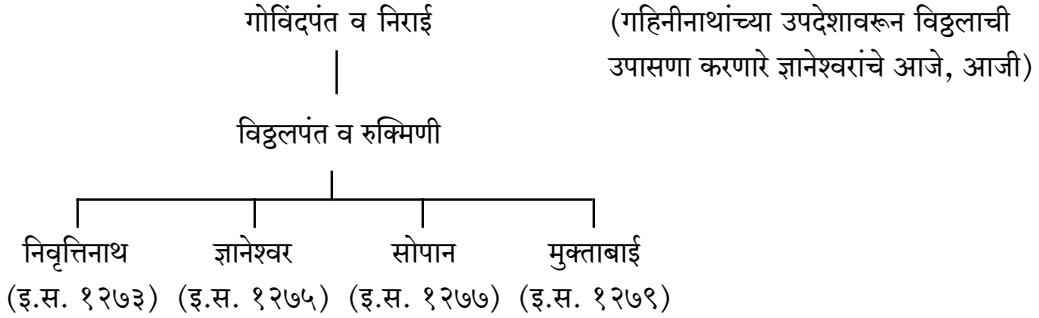 गोविंदपंत व निराई (गहिनीनाथांच्या उपदेशावरून विठ्ठलाची
उपासणा करणारे ज्ञानेश्वरांचे आजे, आजी)
विठ्ठलपंत व रुक्मिणी
निवृत्तिनाथ ज्ञानेश्वर सोपान मुक्ताबाई
(इ.स. १२७३) (इ.स. १२७५) (इ.स. १२७७) (इ.स. १२७९)